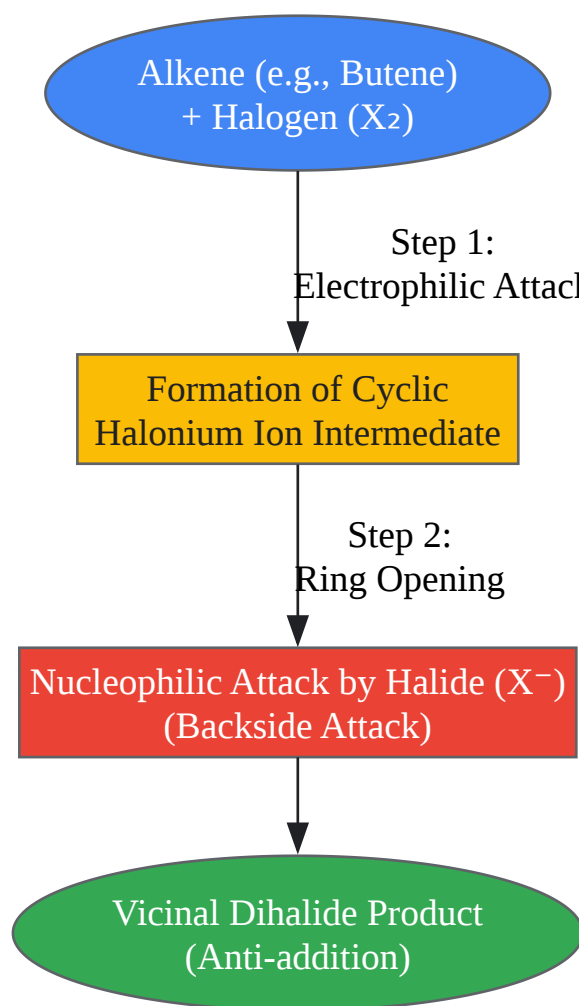 Alkene (e.g., Butene)
+ Halogen (X₂)
Step 1:
Electrophilic Attack
Formation of Cyclic
Halonium Ion Intermediate
Step 2:
Ring Opening
Nucleophilic Attack by Halide (X⁻)
(Backside Attack)
Vicinal Dihalide Product
(Anti-addition)